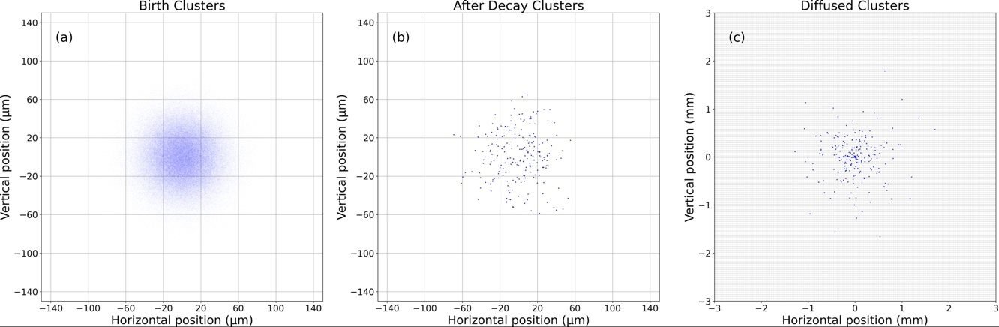 Birth Clusters
(a)
140
100
60
20
−20
−60
−100
−140
−140 −100 −60 −20 20 60 100 140
Vertical position (μm)
Horizontal position (μm)
After Decay Clusters
(b)
140
100
60
20
−20
−60
−100
−140
−140 −100 −60 −20 20 60 100 140
Vertical position (μm)
Horizontal position (μm)
Diffused Clusters
(c)
3
2
1
0
−1
−2
−3
−3 −2 −1 0 1 2 3
Vertical position (mm)
Horizontal position (mm)